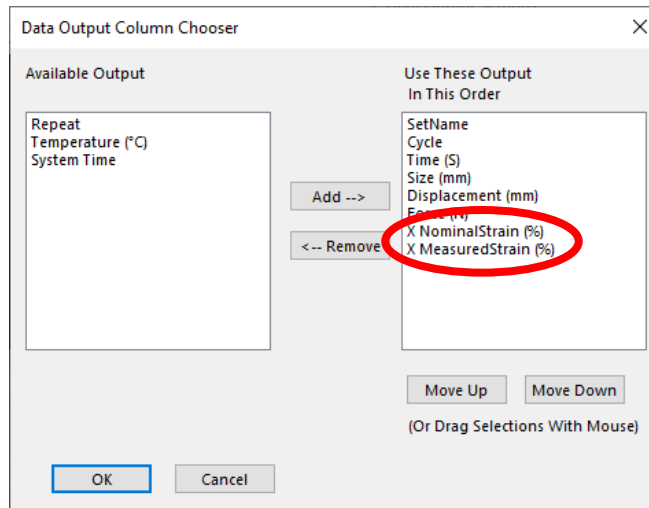 Data Output Column Chooser
Available Output
Repeat
Temperature (°C)
System Time
Add -->
<-- Remove
Use These Output
In This Order
SetName
Cycle
Time (S)
Size (mm)
Displacement (mm)
Force (N)
X NominalStrain (%)
X MeasuredStrain (%)
Move Up
Move Down
(Or Drag Selections With Mouse)
OK
Cancel